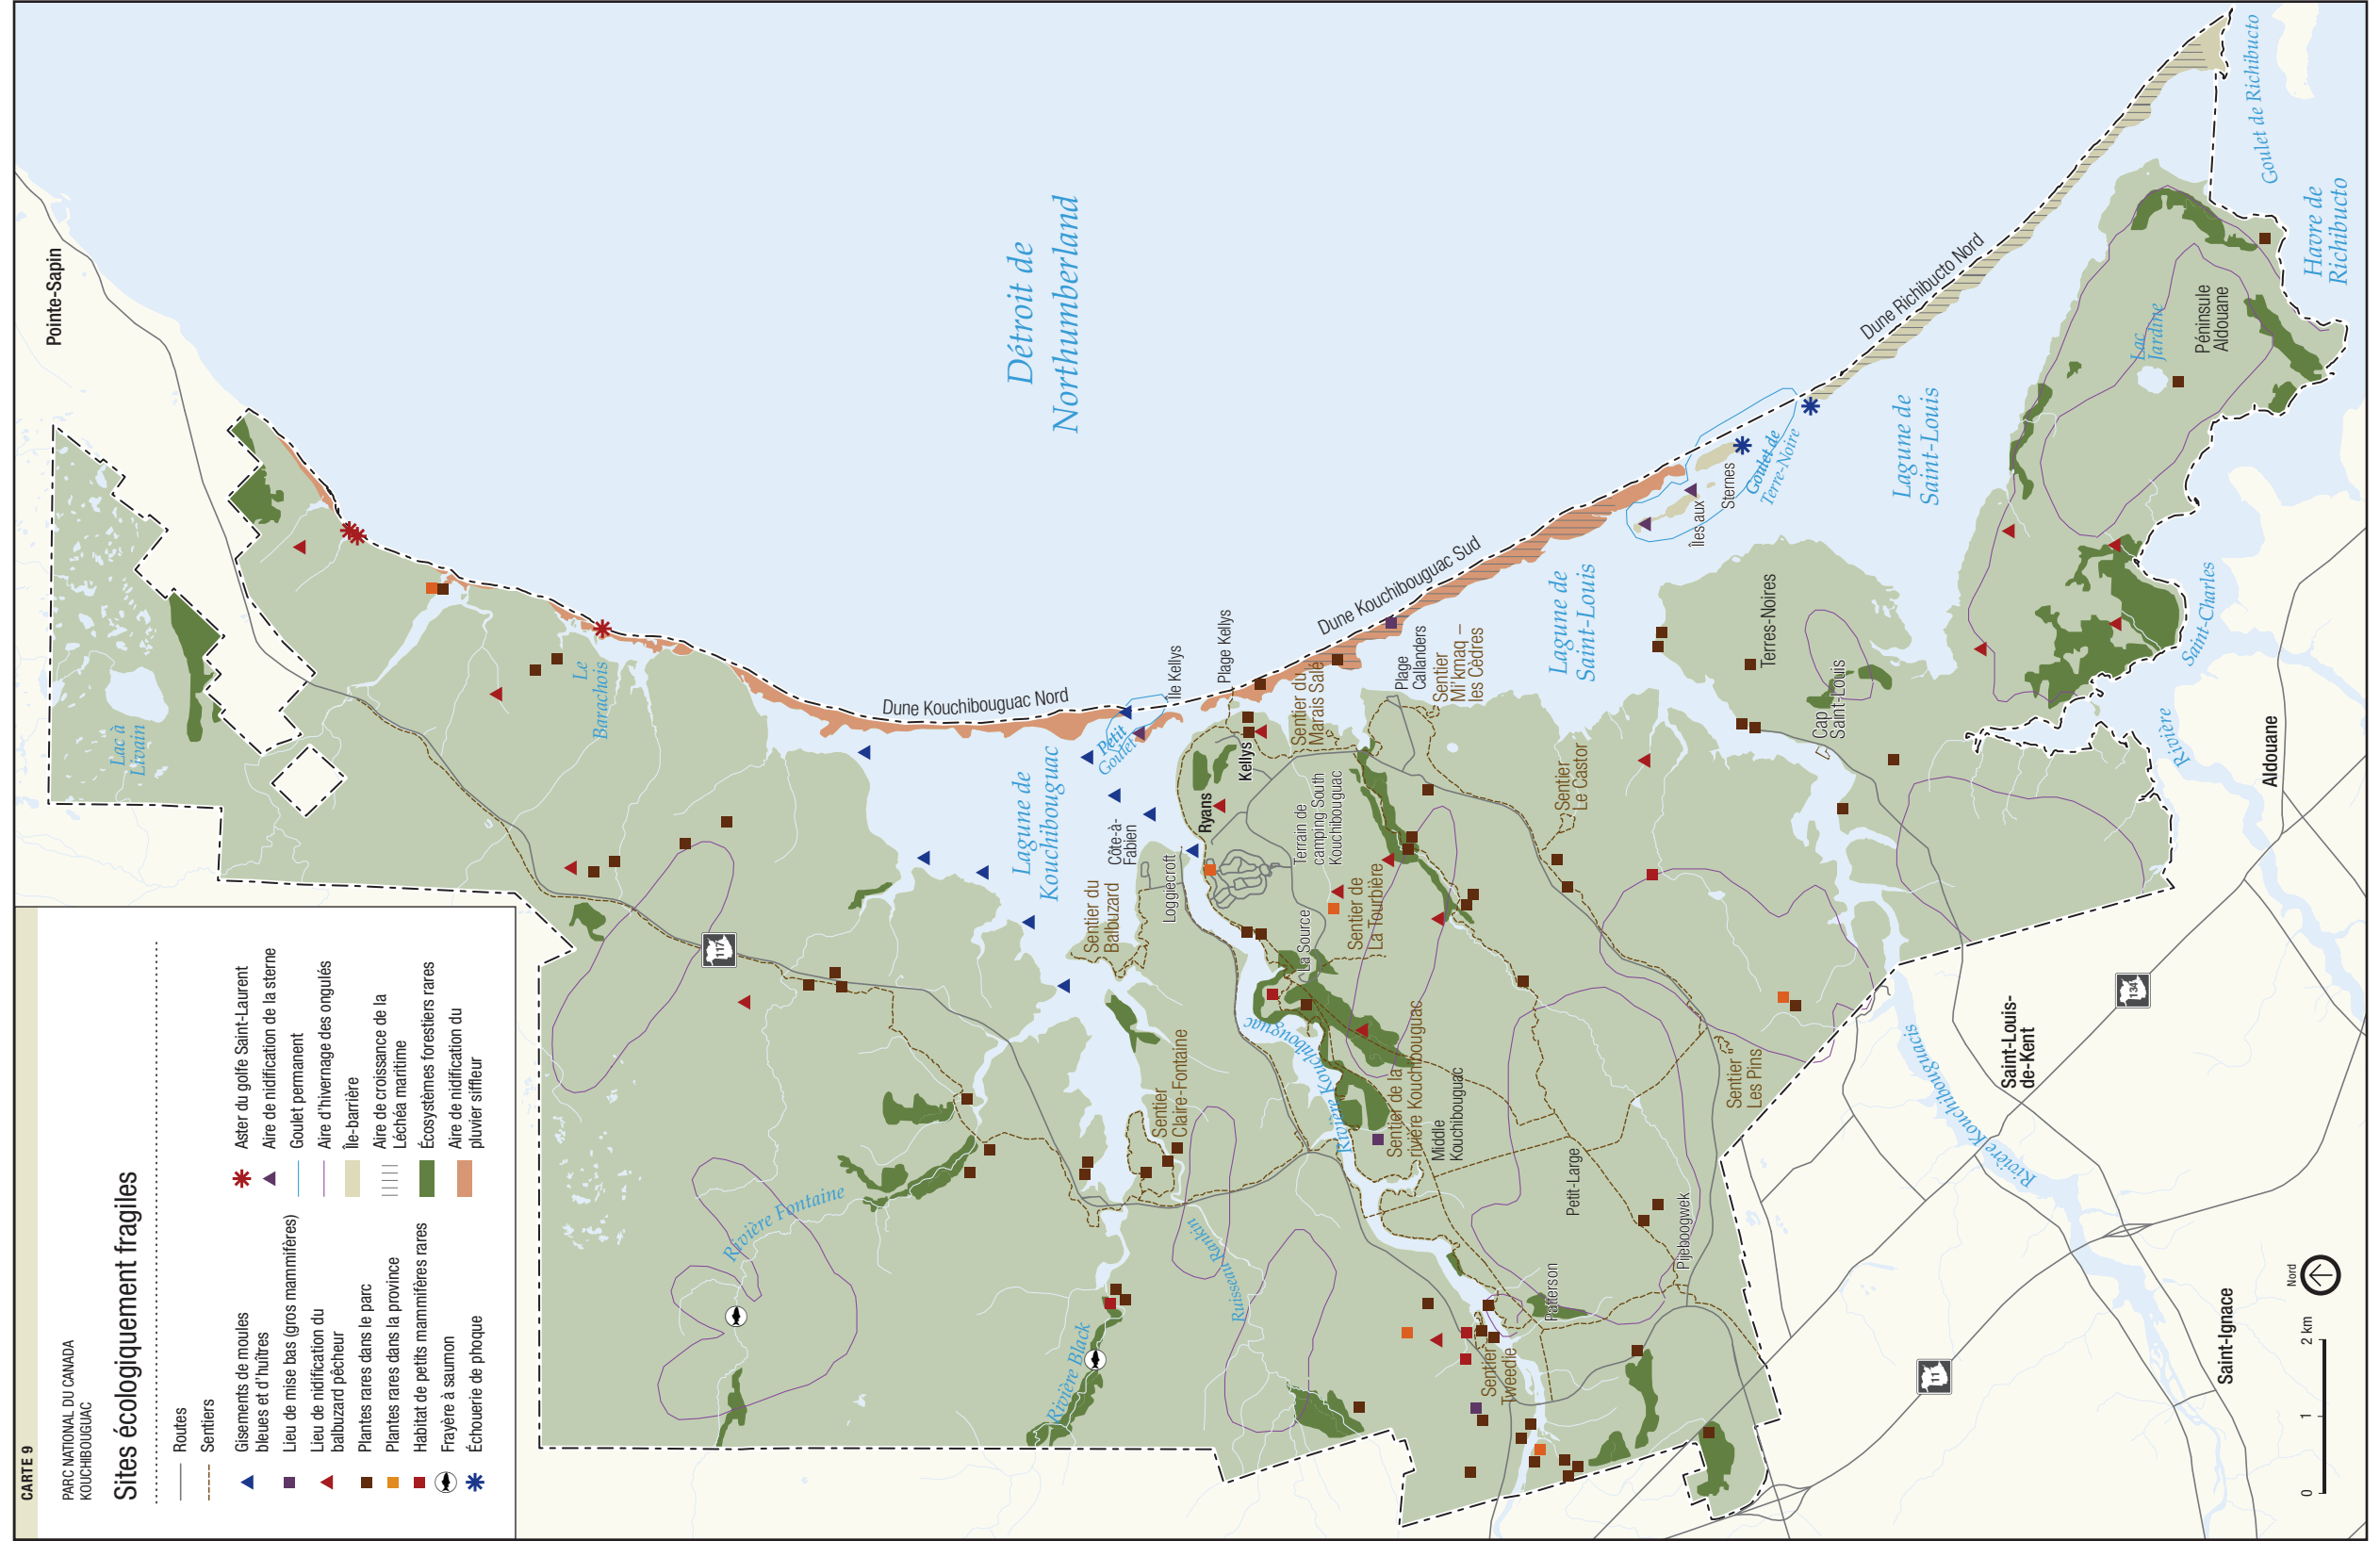 CARTE 9
PARC NATIONAL DU CANADA
KOUCHIBOUGUAC
Sites écologiquement fragiles
Routes
Sentiers
Gisements de moules
bleues et d'huîtres
Lieu de mise bas (gros mammifères)
Lieu de nidification du
balbuzard pêcheur
Plantes rares dans le parc
Plantes rares dans la province
Habitat de petits mammifères rares
Frayère à saumon
Échouerie de phoque
Aster du golfe Saint-Laurent
Aire de nidification de la sterne
Goulet permanent
Aire d'hivernage des ongulés
Île-barrière
Aire de croissance de la
Léchéa maritime
Écosystèmes forestiers rares
Aire de nidification du
pluvier siffleur
Pointe-Sapin
Lac à
Livain
Le
Barachois
117
Détroit de
Northumberland
Dune Kouchibouguac Nord
Lagune de
Kouchibouguac
Petit
Goulet
Île Kellys
Plage Kellys
Côte-à-
Fabien
Loggiecroft
Sentier du
Balbuzard
Ryans
Kellys
Sentier du
Marais Salé
Dune Kouchibouguac Sud
Plage
Callanders
Sentier
Mi'kmaq –
les Cèdres
Terrain de
camping South
Kouchibouguac
La Source
Sentier de
La Tourbière
Sentier
Le Castor
Lagune de
Saint-Louis
Îles aux
Sternes
Goulet de
Terre-Noire
Dune Richibucto Nord
Lagune de
Saint-Louis
Terres-Noires
Cap
Saint-Louis
Lac
Jardine
Péninsule
Aldouane
Goulet de Richibucto
Havre de
Richibucto
Rivière
Saint-Charles
Aldouane
134
Saint-Louis-
de-Kent
Rivière Kouchibouguacis
Rivière Fontaine
Sentier
Claire-Fontaine
Rivière Kouchibouguac
Sentier de la
rivière Kouchibouguac
Middle
Kouchibouguac
Sentier
Les Pins
Petit-Large
Pijeboogwek
Patterson
Ruisseau Rankin
Rivière Black
Sentier
Tweedie
11
Saint-Ignace
Nord
0 1 2 km